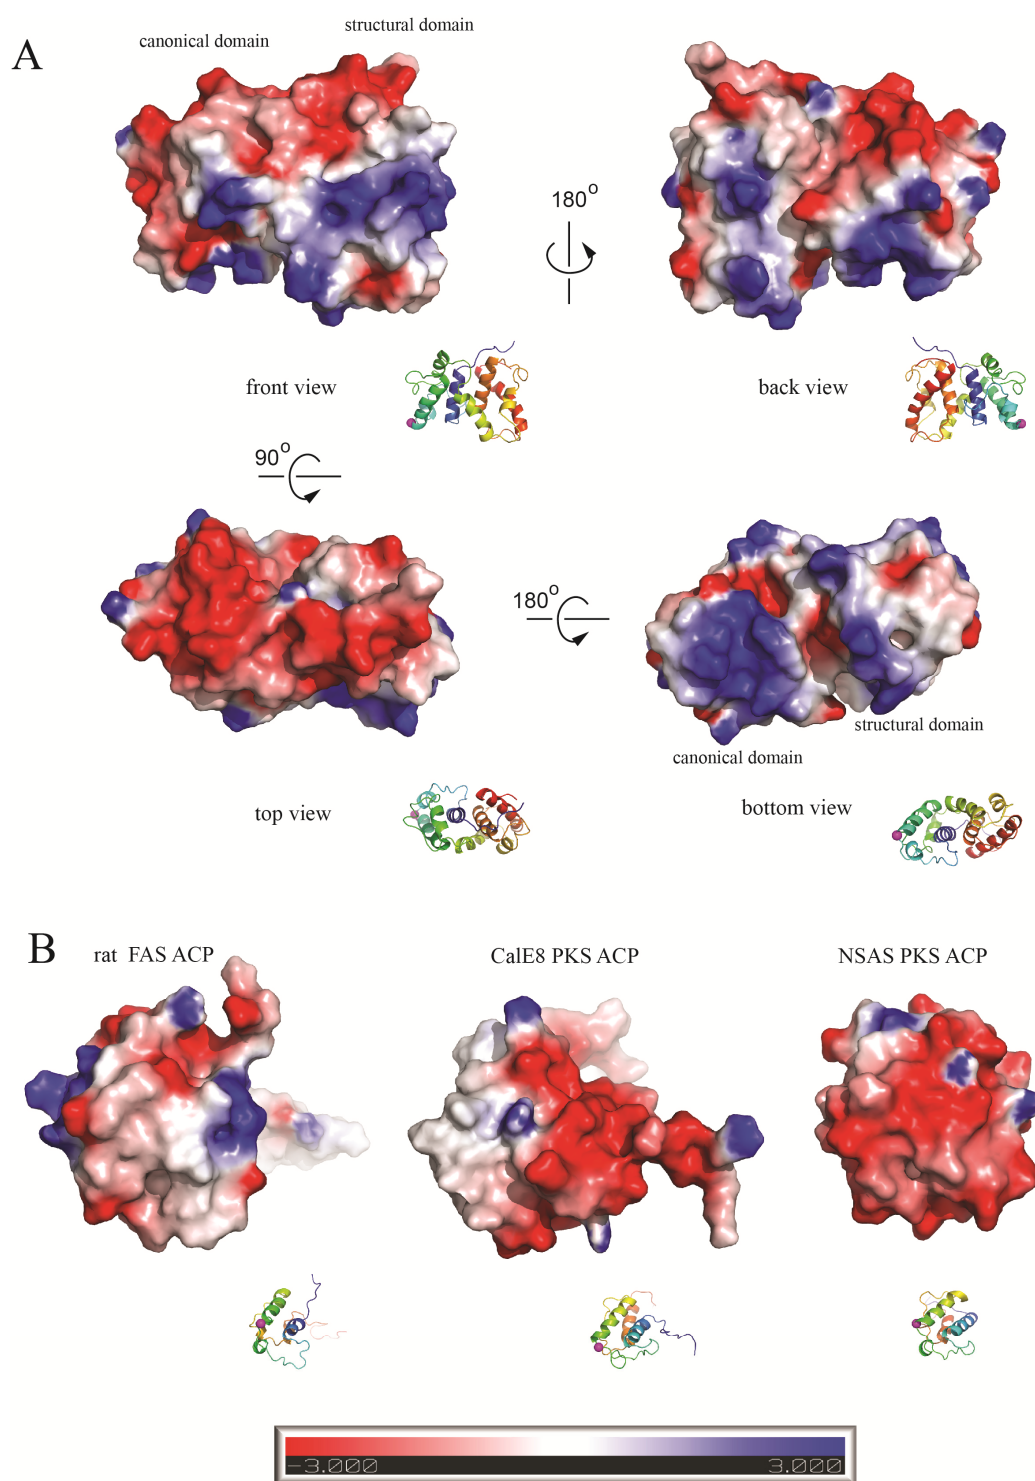 A
canonical domain
structural domain
180°
front view
back view
90°
180°
canonical domain
structural domain
top view
bottom view
B
rat FAS ACP
CalE8 PKS ACP
NSAS PKS ACP
-3.000
3.000